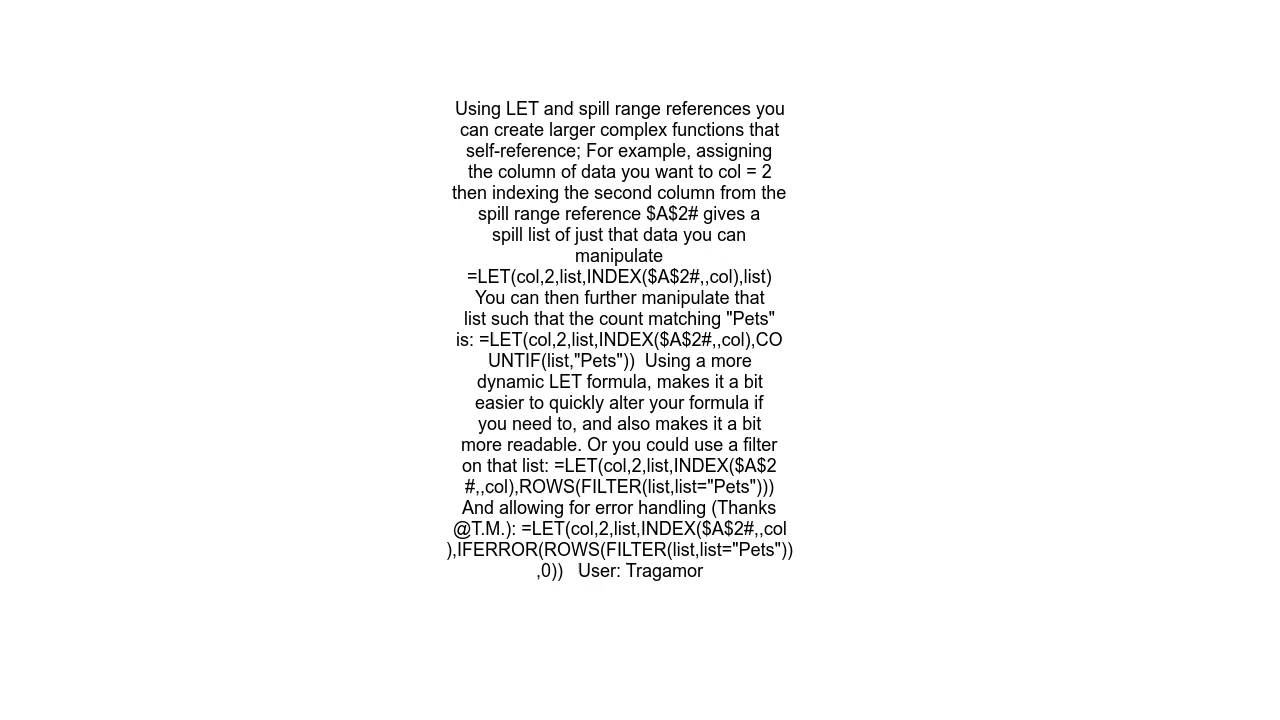 Using LET and spill range references you
can create larger complex functions that
self-reference; For example, assigning
the column of data you want to col = 2
then indexing the second column from the
spill range reference $A$2# gives a
spill list of just that data you can
manipulate
=LET(col,2,list,INDEX($A$2#,,col),list)
You can then further manipulate that
list such that the count matching "Pets"
is: =LET(col,2,list,INDEX($A$2#,,col),CO
UNTIF(list,"Pets"))  Using a more
dynamic LET formula, makes it a bit
easier to quickly alter your formula if
you need to, and also makes it a bit
more readable. Or you could use a filter
on that list: =LET(col,2,list,INDEX($A$2
#,,col),ROWS(FILTER(list,list="Pets")))
And allowing for error handling (Thanks
@T.M.): =LET(col,2,list,INDEX($A$2#,,col
),IFERROR(ROWS(FILTER(list,list="Pets"))
,0))   User: Tragamor